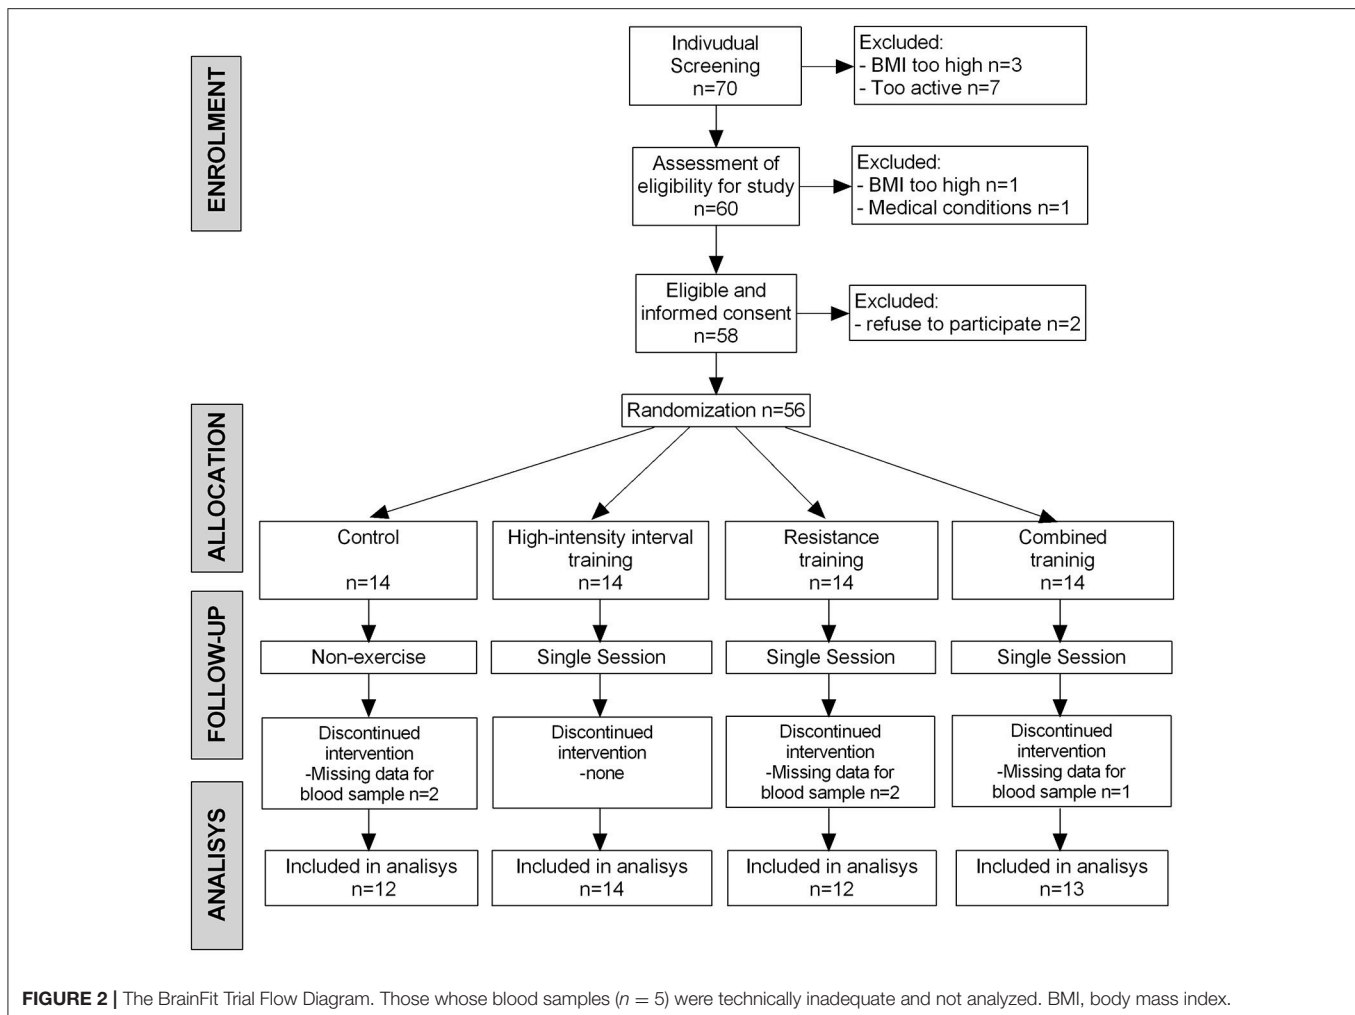 ENROLMENT
Indivudual
Screening
n=70
Excluded:
- BMI too high n=3
- Too active n=7
Assessment of
eligibility for study
n=60
Excluded:
- BMI too high n=1
- Medical conditions n=1
Eligible and
informed consent
n=58
Excluded:
- refuse to participate n=2
ALLOCATION
Randomization n=56
Control
n=14
High-intensity interval
training
n=14
Resistance
training
n=14
Combined
traninig
n=14
FOLLOW-UP
Non-exercise
Single Session
Single Session
Single Session
Discontinued
intervention
-Missing data for
blood sample n=2
Discontinued
intervention
-none
Discontinued
intervention
-Missing data for
blood sample n=2
Discontinued
intervention
-Missing data for
blood sample n=1
ANALISYS
Included in analisys
n=12
Included in analisys
n=14
Included in analisys
n=12
Included in analisys
n=13
FIGURE 2 | The BrainFit Trial Flow Diagram. Those whose blood samples (n = 5) were technically inadequate and not analyzed. BMI, body mass index.